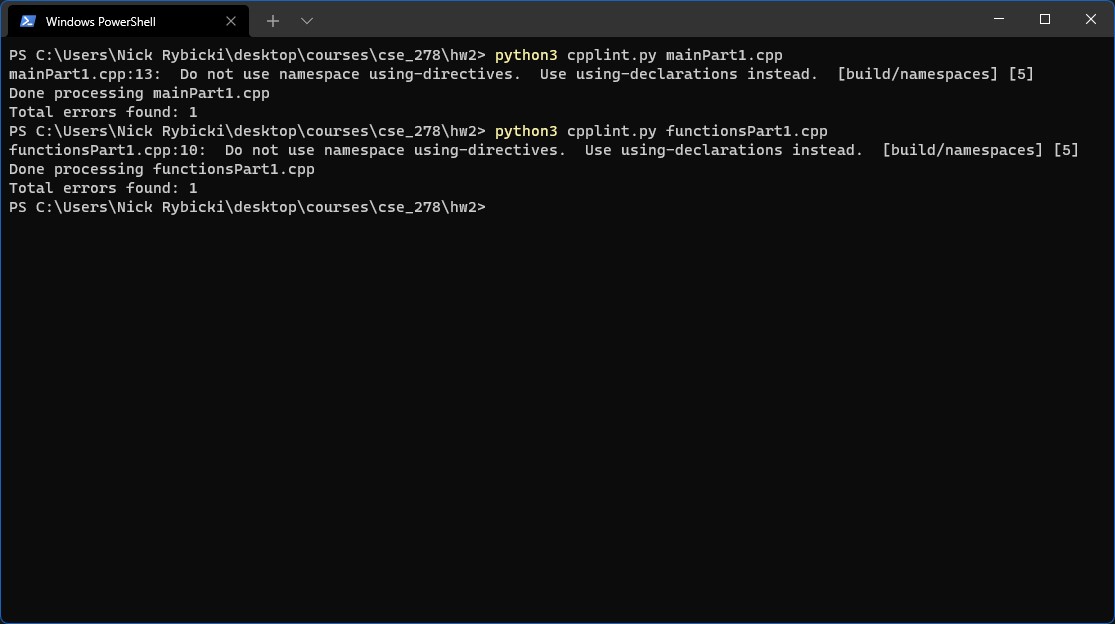 Windows PowerShell
PS C:\Users\Nick Rybicki\desktop\courses\cse_278\hw2> python3 cpplint.py mainPart1.cpp
mainPart1.cpp:13:  Do not use namespace using-directives.  Use using-declarations instead.  [build/namespaces] [5]
Done processing mainPart1.cpp
Total errors found: 1
PS C:\Users\Nick Rybicki\desktop\courses\cse_278\hw2> python3 cpplint.py functionsPart1.cpp
functionsPart1.cpp:10:  Do not use namespace using-directives.  Use using-declarations instead.  [build/namespaces] [5]
Done processing functionsPart1.cpp
Total errors found: 1
PS C:\Users\Nick Rybicki\desktop\courses\cse_278\hw2>